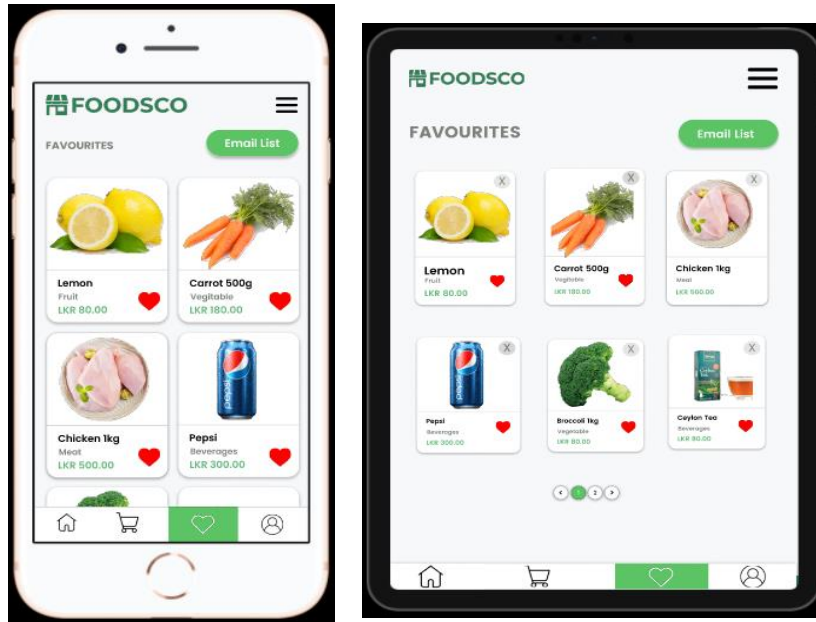 FOODSCO
FAVOURITES
Email List
Lemon
Fruit
LKR 80.00
Carrot 500g
Vegitable
LKR 180.00
Chicken 1kg
Meat
LKR 500.00
pepsi
Pepsi
Beverages
LKR 300.00
FOODSCO
FAVOURITES
Email List
X
Lemon
Fruit
LKR 80.00
X
Carrot 500g
Vegitable
LKR 180.00
X
Chicken 1kg
Meat
LKR 500.00
X
pepsi
Pepsi
Beverages
LKR 300.00
X
Broccoli 1kg
Vegetable
LKR 80.00
X
Ceylon Tea
Beverages
LKR 90.00
< 1 2 >